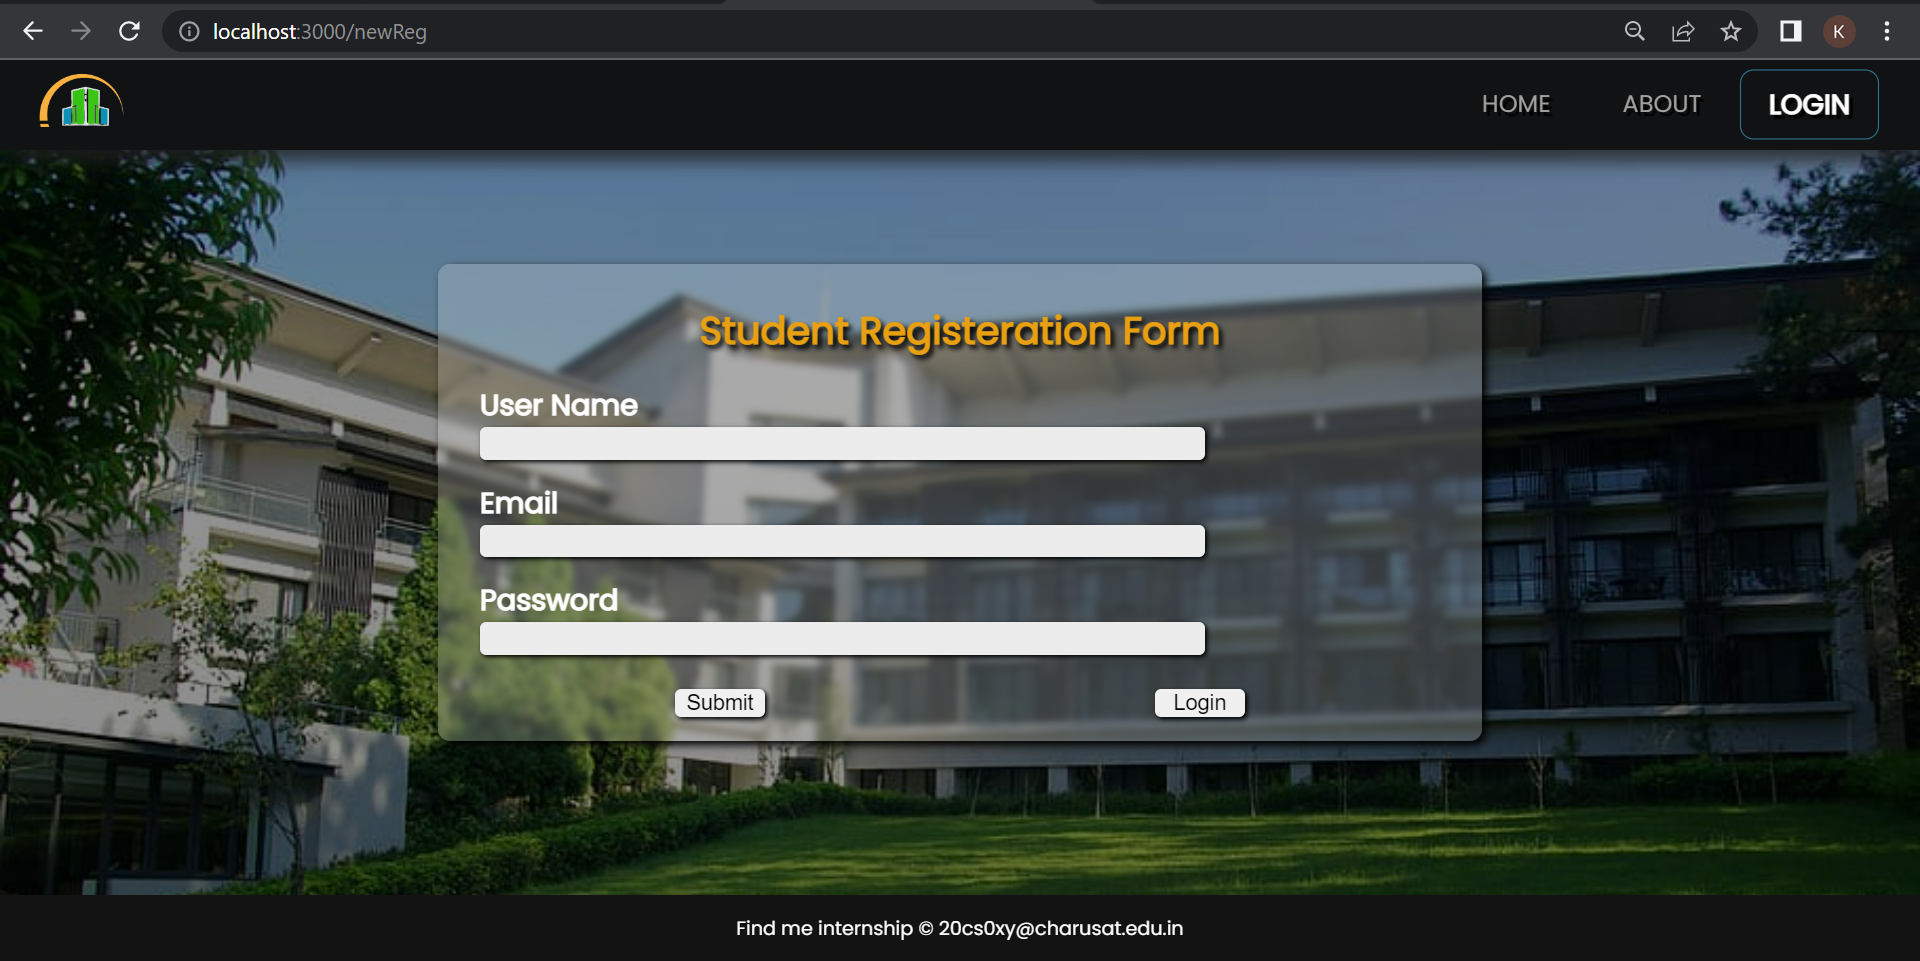 localhost:3000/newReg
K
HOME ABOUT LOGIN
Student Registeration Form
User Name
Email
Password
Submit Login
Find me internship © 20cs0xy@charusat.edu.in